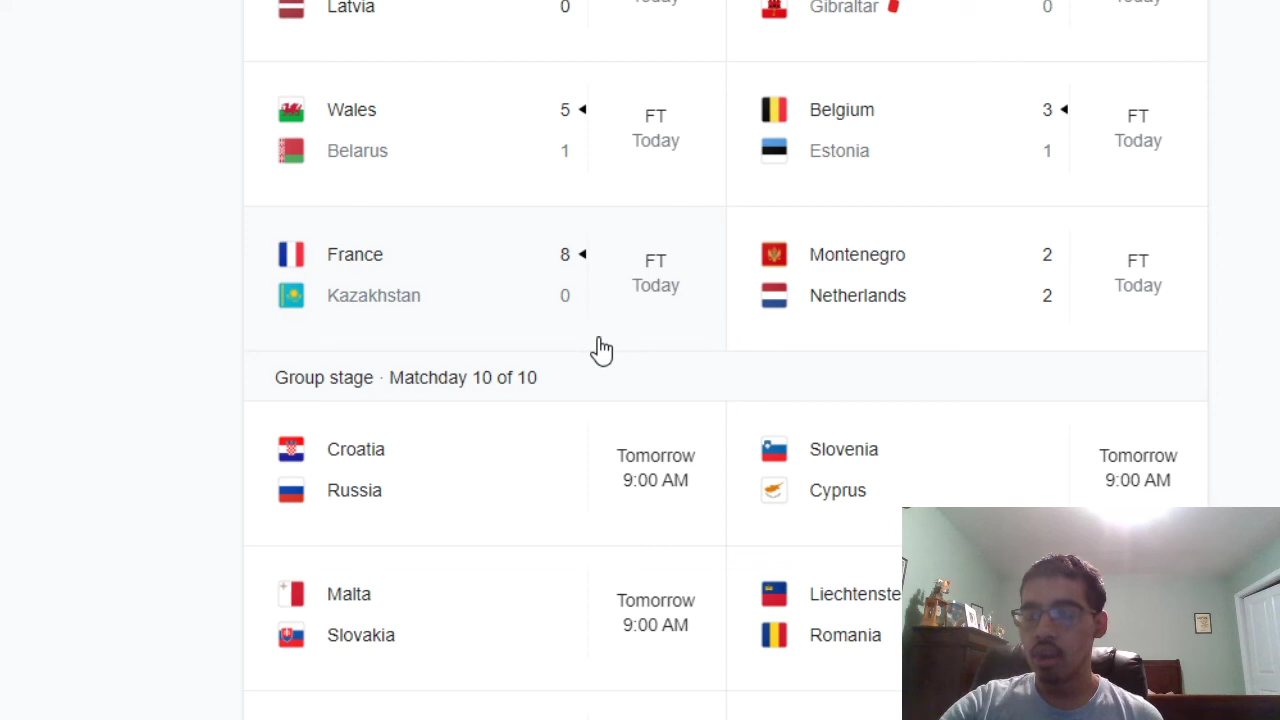 Latvia 0
Gibraltar 0
Wales 5
Belarus 1
FT
Today
Belgium 3
Estonia 1
FT
Today
France 8
Kazakhstan 0
FT
Today
Montenegro 2
Netherlands 2
FT
Today
Group stage · Matchday 10 of 10
Croatia
Russia
Tomorrow
9:00 AM
Slovenia
Cyprus
Tomorrow
9:00 AM
Malta
Slovakia
Tomorrow
9:00 AM
Liechtenste
Romania